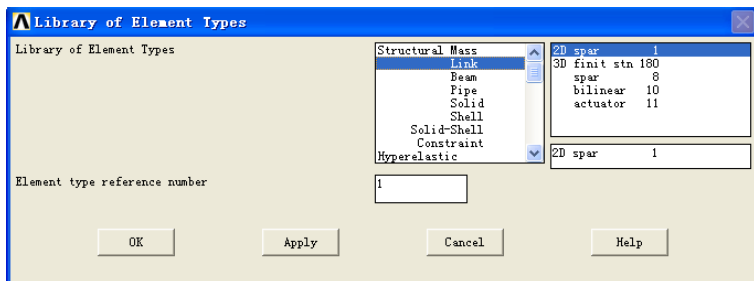 Library of Element Types
Library of Element Types
Structural Mass
Link
Beam
Pipe
Solid
Shell
Solid-Shell
Constraint
Hyperelastic
2D spar 1
3D finit stn 180
spar 8
bilinear 10
actuator 11
2D spar 1
Element type reference number
1
OK
Apply
Cancel
Help